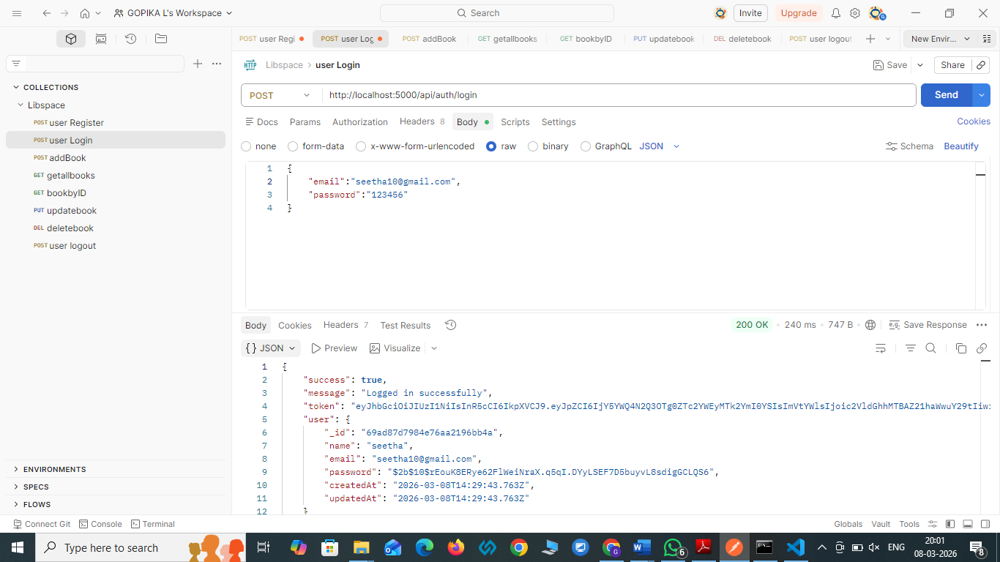 GOPIKA L's Workspace
Search
Invite
Upgrade
POST user Regi
POST user Log
POST addBook
GET getallbooks
GET bookbyID
PUT updatebook
DEL deletebook
POST user logout
New Envir...
HTTP Libspace > user Login
Save
Share
COLLECTIONS
Libspace
POST user Register
POST user Login
POST addBook
GET getallbooks
GET bookbyID
PUT updatebook
DEL deletebook
POST user logout
ENVIRONMENTS
SPECS
FLOWS
POST http://localhost:5000/api/auth/login
Send
Docs Params Authorization Headers 8 Body Scripts Settings
Cookies
none form-data x-www-form-urlencoded raw binary GraphQL JSON
Schema Beautify
1 {
2 "email":"seetha10@gmail.com",
3 "password":"123456"
4 }
Body Cookies Headers 7 Test Results
200 OK • 240 ms • 747 B
e.g. Save Response
{} JSON Preview Visualize
1 {
2 "success": true,
3 "message": "Logged in successfully",
4 "token": "eyJhbGciOiJIUzI1NiIsInR5cCI6IkpXVCJ9.eyJpZCI6IjY5YWQ4N2Q3OTg0ZTc2YWEyMTk2YmI0YSIsImVtYWlsIjoic2VldGhhMTBAZ21haWwuY29tIiwi
5 "user": {
6 "_id": "69ad87d7984e76aa2196bb4a",
7 "name": "seetha",
8 "email": "seetha10@gmail.com",
9 "password": "$2b$10$rEouK8ERye62FlWeiNraX.q5qI.DYyLSEF7D5buyvL8sdigGCLQS6",
10 "createdAt": "2026-03-08T14:29:43.763Z",
11 "updatedAt": "2026-03-08T14:29:43.763Z"
12 }
Connect Git Console Terminal
Globals Vault Tools
Type here to search
6
ENG
20:01
08-03-2026
8